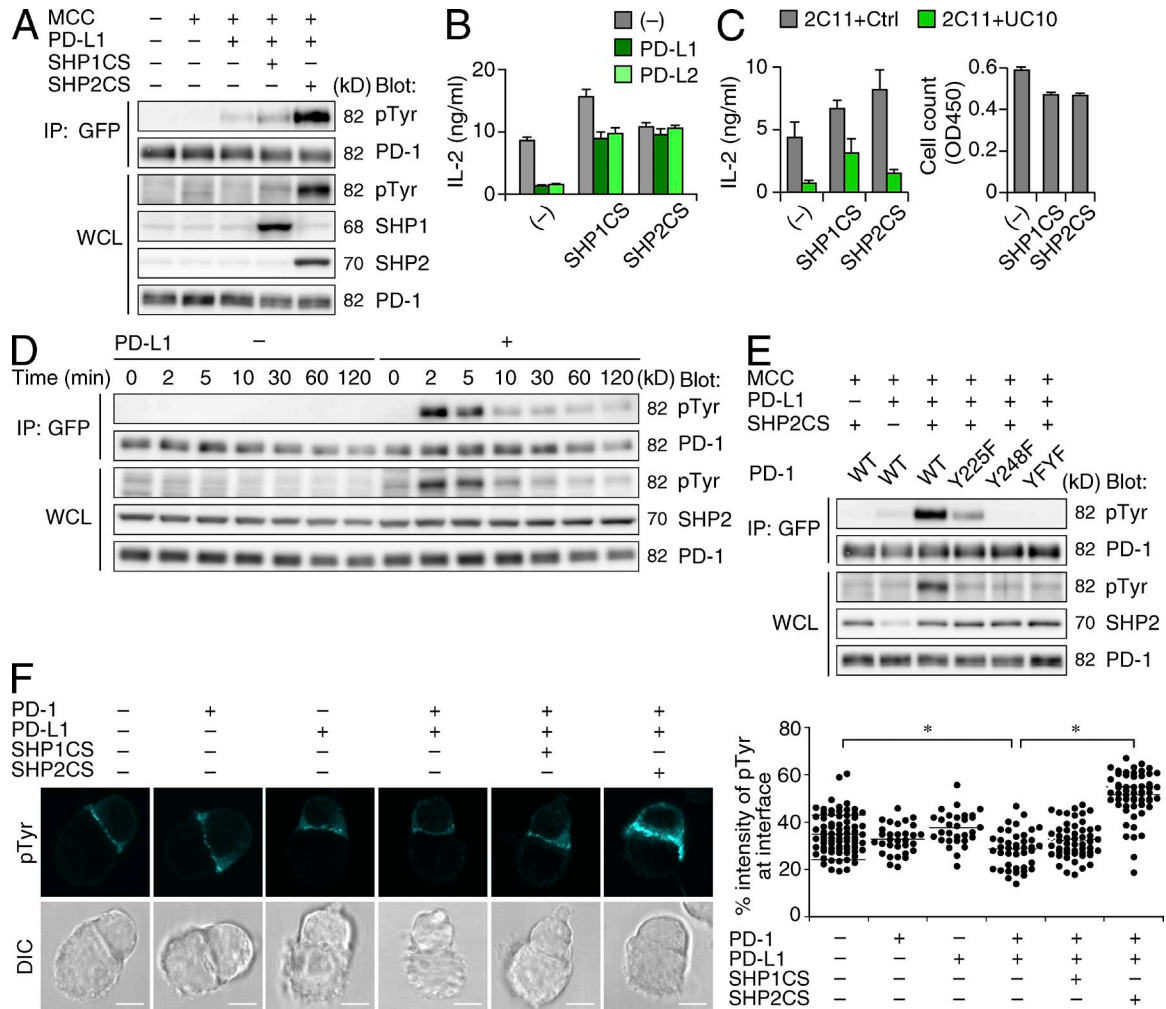 A
MCC − + + + +
PD-L1 − − + + +
SHP1CS − − − + −
SHP2CS − − − − + (kD) Blot:
IP: GFP
82 pTyr
82 PD-1
WCL
82 pTyr
68 SHP1
70 SHP2
82 PD-1
B
(–)
PD-L1
PD-L2
IL-2 (ng/ml)
20
10
0
(–) SHP1CS SHP2CS
C
2C11+Ctrl 2C11+UC10
IL-2 (ng/ml)
10
5
0
(–) SHP1CS SHP2CS
Cell count
(OD450)
0.6
0.4
0.2
0
(–) SHP1CS SHP2CS
D
PD-L1 − +
Time (min) 0 2 5 10 30 60 120 0 2 5 10 30 60 120 (kD) Blot:
IP: GFP
82 pTyr
82 PD-1
WCL
82 pTyr
70 SHP2
82 PD-1
E
MCC + + + + + +
PD-L1 − + + + + +
SHP2CS + − + + + +
PD-1 WT WT WT Y225F Y248F YFYF (kD) Blot:
IP: GFP
82 pTyr
82 PD-1
WCL
82 pTyr
70 SHP2
82 PD-1
F
PD-1 − + − + + +
PD-L1 − − + + + +
SHP1CS − − − − + −
SHP2CS − − − − − +
pTyr
DIC
% intensity of pTyr
at interface
80
60
40
20
0
* *
PD-1 − + − + + +
PD-L1 − − + + + +
SHP1CS − − − − + −
SHP2CS − − − − − +